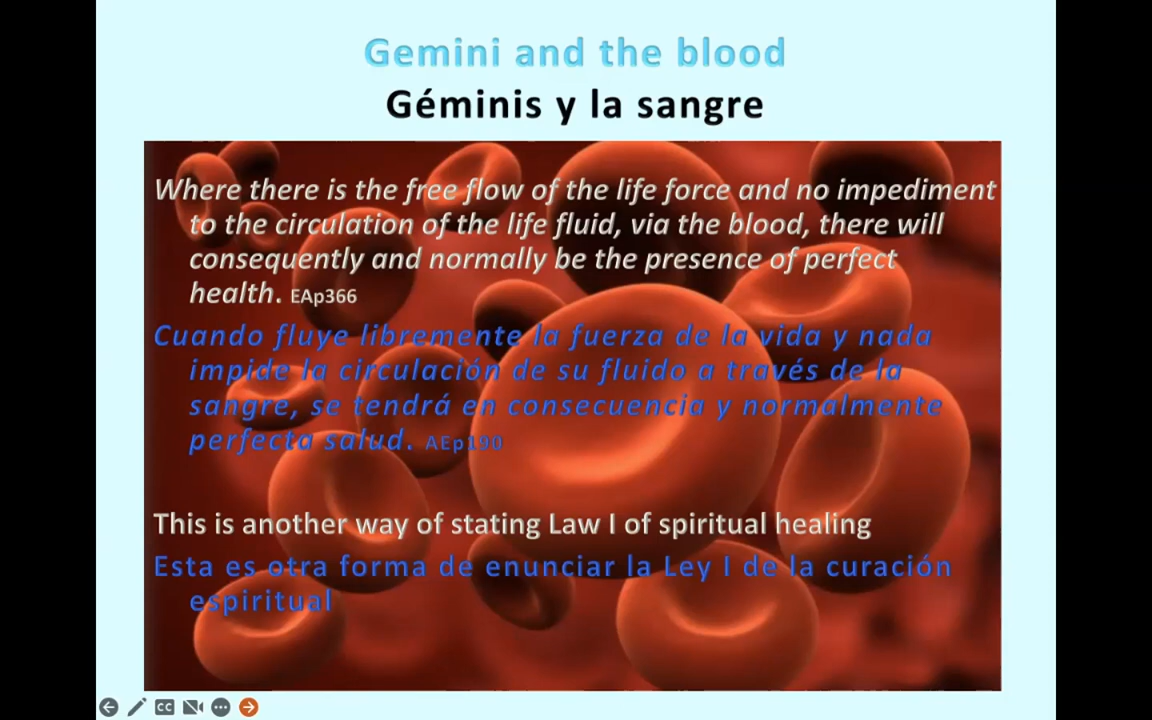 Gemini and the blood
Géminis y la sangre
Where there is the free flow of the life force and no impediment
to the circulation of the life fluid, via the blood, there will
consequently and normally be the presence of perfect
health. EAp366
Cuando fluye libremente la fuerza de la vida y nada
impide la circulación de su fluido a través de la
sangre, se tendrá en consecuencia y normalmente
perfecta salud. AEp190
This is another way of stating Law I of spiritual healing
Esta es otra forma de enunciar la Ley I de la curación
espiritual
CC